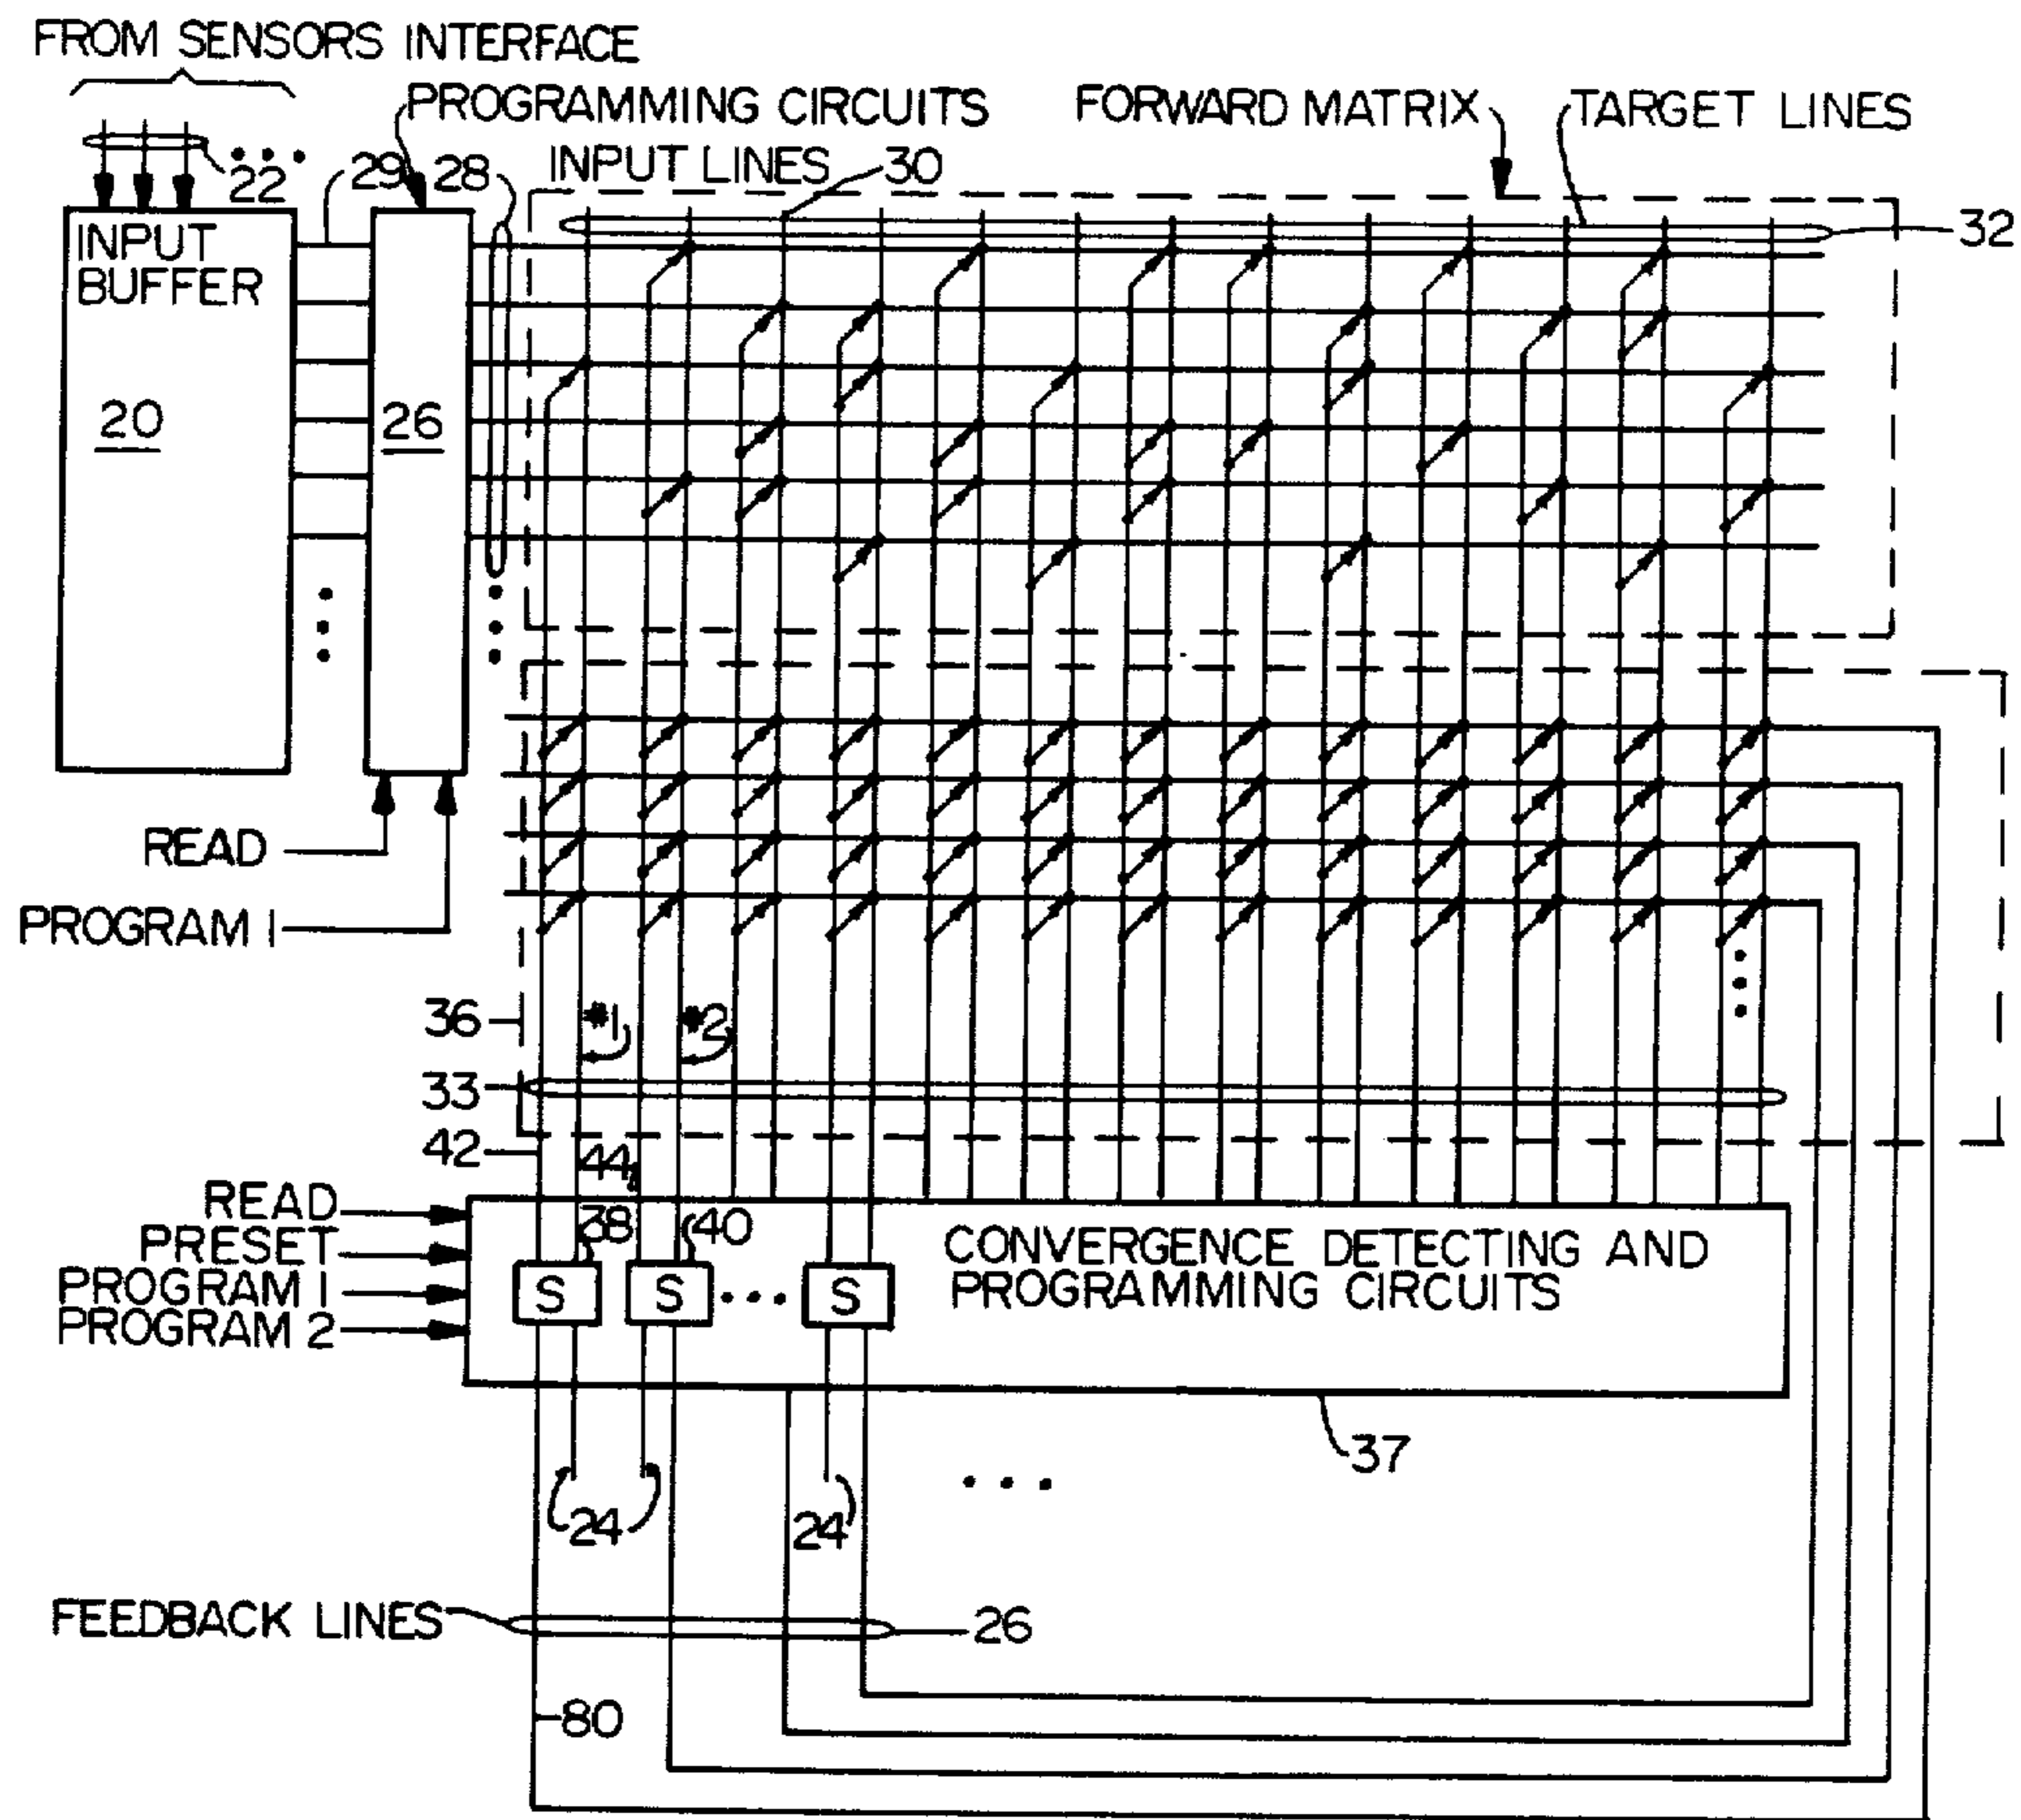 FROM SENSORS INTERFACE
PROGRAMMING CIRCUITS
FORWARD MATRIX
TARGET LINES
22
29
28
INPUT LINES
30
32
INPUT
BUFFER
20
26
READ
PROGRAM 1
36
#1
#2
33
42
44
READ
PRESET
PROGRAM 1
PROGRAM 2
38
40
S
S
S
CONVERGENCE DETECTING AND
PROGRAMMING CIRCUITS
37
24
24
FEEDBACK LINES
26
80